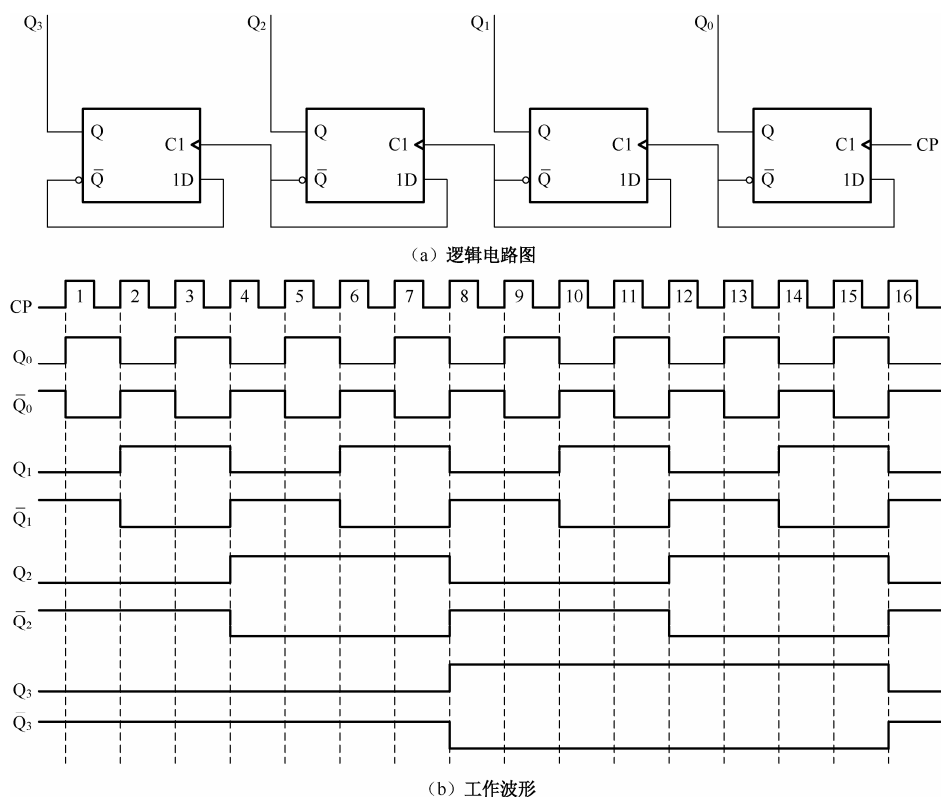 Q₃ Q₂ Q₁ Q₀
Q C1 Q C1 Q C1 Q C1 CP
Q̅ 1D Q̅ 1D Q̅ 1D Q̅ 1D
（a）逻辑电路图
CP 1 2 3 4 5 6 7 8 9 10 11 12 13 14 15 16
Q₀
Q̅₀
Q₁
Q̅₁
Q₂
Q̅₂
Q₃
Q̅₃
（b）工作波形